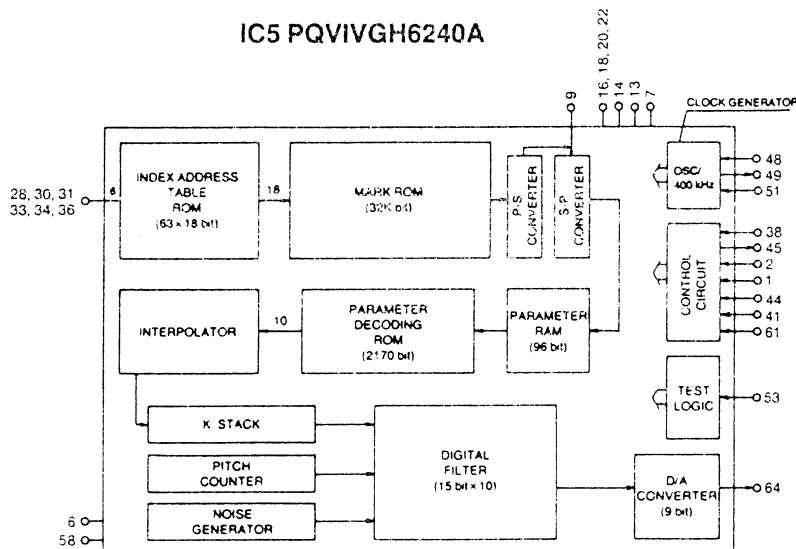 IC5 PQVIVGH6240A
9
16, 18, 20, 22
14
13
7
CLOCK GENERATOR
28, 30, 31
33, 34, 36
6
INDEX ADDRESS
TABLE
ROM
(63 × 18 bit)
18
MARK ROM
(32K bit)
P-S
CONVERTER
S-P
CONVERTER
OSC/
400 kHz
48
49
51
CONTROL
CIRCUIT
38
45
2
1
44
41
61
INTERPOLATOR
10
PARAMETER
DECODING
ROM
(2170 bit)
PARAMETER
RAM
(96 bit)
TEST
LOGIC
53
K STACK
PITCH
COUNTER
NOISE
GENERATOR
DIGITAL
FILTER
(15 bit × 10)
D/A
CONVERTER
(9 bit)
64
6
58